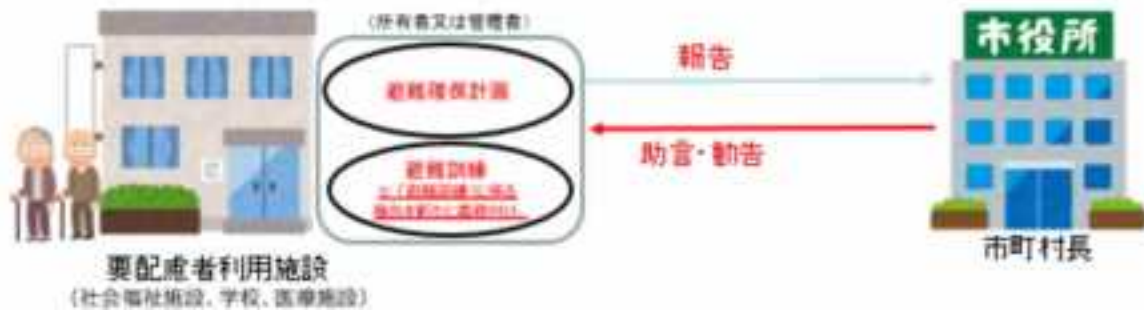 (所有者又は管理者)
避難確保計画
避難訓練
報告
助言・勧告
市役所
市町村長
要配慮者利用施設
(社会福祉施設、学校、医療施設)